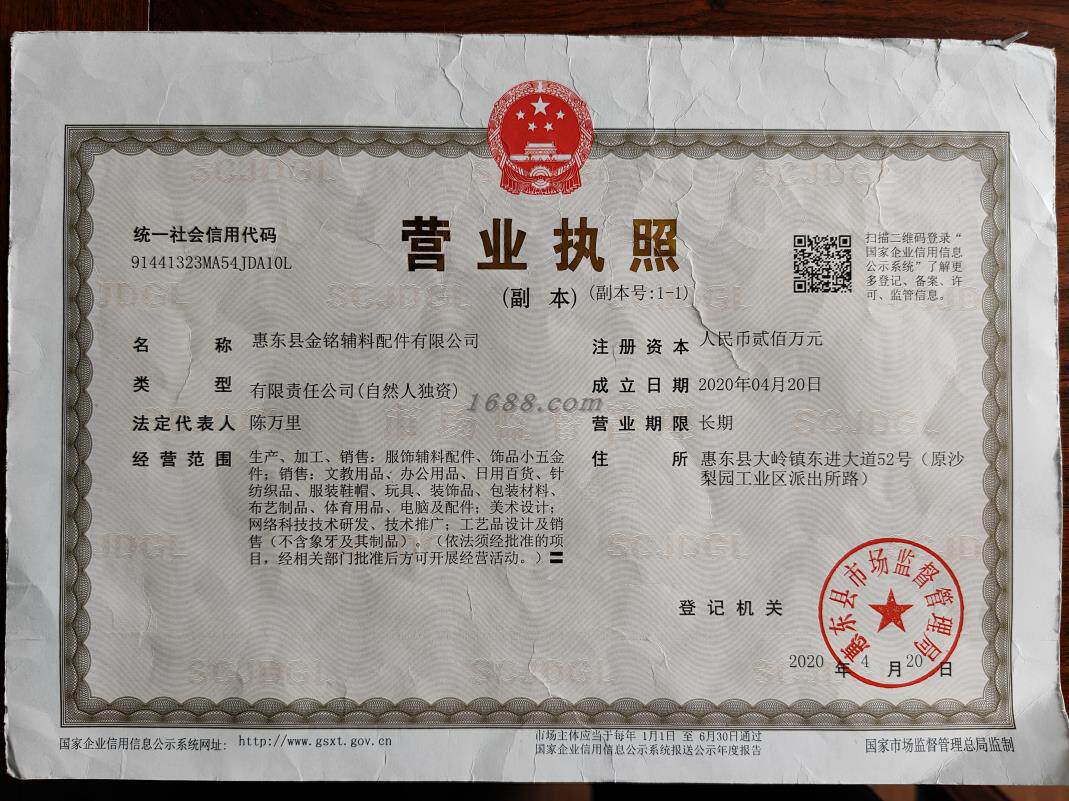 营业执照
(副 本) (副本号:1-1)
统一社会信用代码
91441323MA54JDA10L
扫描二维码登录“
国家企业信用信息
公示系统”了解更
多登记、备案、许
可、监管信息。
名 称 惠东县金铭辅料配件有限公司
类 型 有限责任公司(自然人独资)
法定代表人 陈万里
经营范围 生产、加工、销售：服饰辅料配件、饰品小五金
件；销售：文教用品、办公用品、日用百货、针
纺织品、服装鞋帽、玩具、装饰品、包装材料、
布艺制品、体育用品、电脑及配件；美术设计；
网络科技技术研发、技术推广；工艺品设计及销
售（不含象牙及其制品）。（依法须经批准的项
目，经相关部门批准后方可开展经营活动。）
注册资本 人民币贰佰万元
成立日期 2020年04月20日
营业期限 长期
住 所 惠东县大岭镇东进大道52号（原沙
梨园工业区派出所路）
1688.com
登记机关
惠东县市场监督管理局
2020 年 4 月 20 日
国家企业信用信息公示系统网址: http://www.gsxt.gov.cn
市场主体应当于每年 1月1日 至 6月30日通过
国家企业信用信息公示系统报送公示年度报告
国家市场监督管理总局监制
SCJDGL